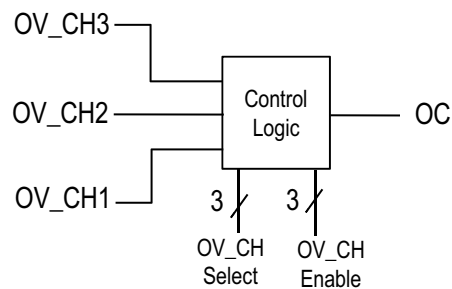 OV_CH3
Control
Logic
OV_CH2
OC
OV_CH1
3
3
OV_CH
Select
OV_CH
Enable